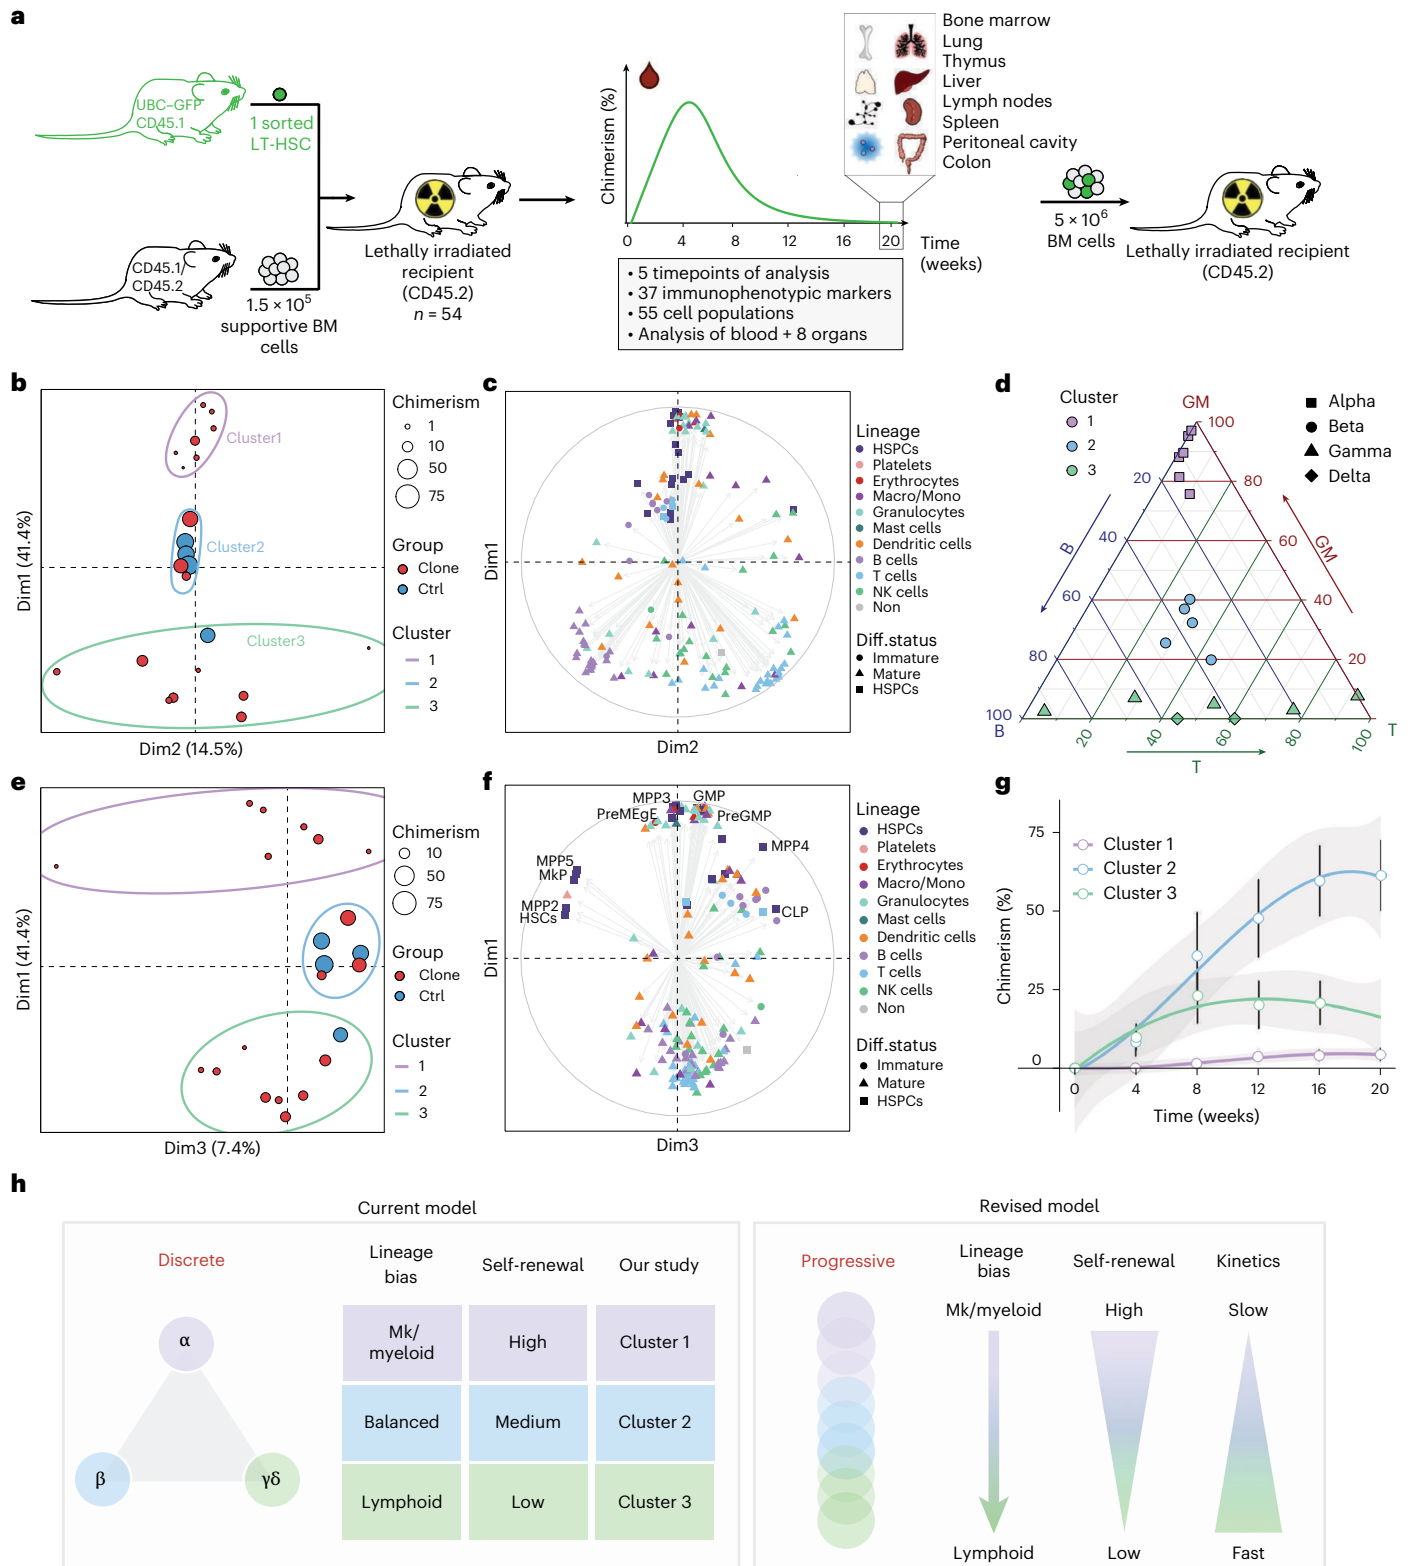 a
UBC–GFP
CD45.1
1 sorted
LT-HSC
CD45.1/
CD45.2
1.5 × 10⁵
supportive BM
cells
Lethally irradiated
recipient
(CD45.2)
n = 54
Chimerism (%)
0 4 8 12 16 20
Time
(weeks)
• 5 timepoints of analysis
• 37 immunophenotypic markers
• 55 cell populations
• Analysis of blood + 8 organs
Bone marrow
Lung
Thymus
Liver
Lymph nodes
Spleen
Peritoneal cavity
Colon
5 × 10⁶
BM cells
Lethally irradiated recipient
(CD45.2)
b
Cluster1
Cluster2
Cluster3
Dim1 (41.4%)
Dim2 (14.5%)
Chimerism
1
10
50
75
Group
Clone
Ctrl
Cluster
1
2
3
c
Dim1
Dim2
Lineage
HSPCs
Platelets
Erythrocytes
Macro/Mono
Granulocytes
Mast cells
Dendritic cells
B cells
T cells
NK cells
Non
Diff.status
Immature
Mature
HSPCs
d
Cluster
1
2
3
Alpha
Beta
Gamma
Delta
GM
100
20 80
40 60
60 40
80 20
100
B
T
20 40 60 80 100
B
GM
T
e
Dim1 (41.4%)
Dim3 (7.4%)
Chimerism
10
50
75
Group
Clone
Ctrl
Cluster
1
2
3
f
MPP3 GMP
PreMEgE PreGMP
MPP4
MPP5
MkP
MPP2
HSCs
CLP
Dim1
Dim3
Lineage
HSPCs
Platelets
Erythrocytes
Macro/Mono
Granulocytes
Mast cells
Dendritic cells
B cells
T cells
NK cells
Non
Diff.status
Immature
Mature
HSPCs
g
Chimerism (%)
75
50
25
0
Cluster 1
Cluster 2
Cluster 3
0 4 8 12 16 20
Time (weeks)
h
Current model
Discrete
α
β
γδ
Lineage
bias
Self-renewal
Our study
Mk/
myeloid
High
Cluster 1
Balanced
Medium
Cluster 2
Lymphoid
Low
Cluster 3
Revised model
Progressive
Lineage
bias
Self-renewal
Kinetics
Mk/myeloid
High
Slow
Lymphoid
Low
Fast